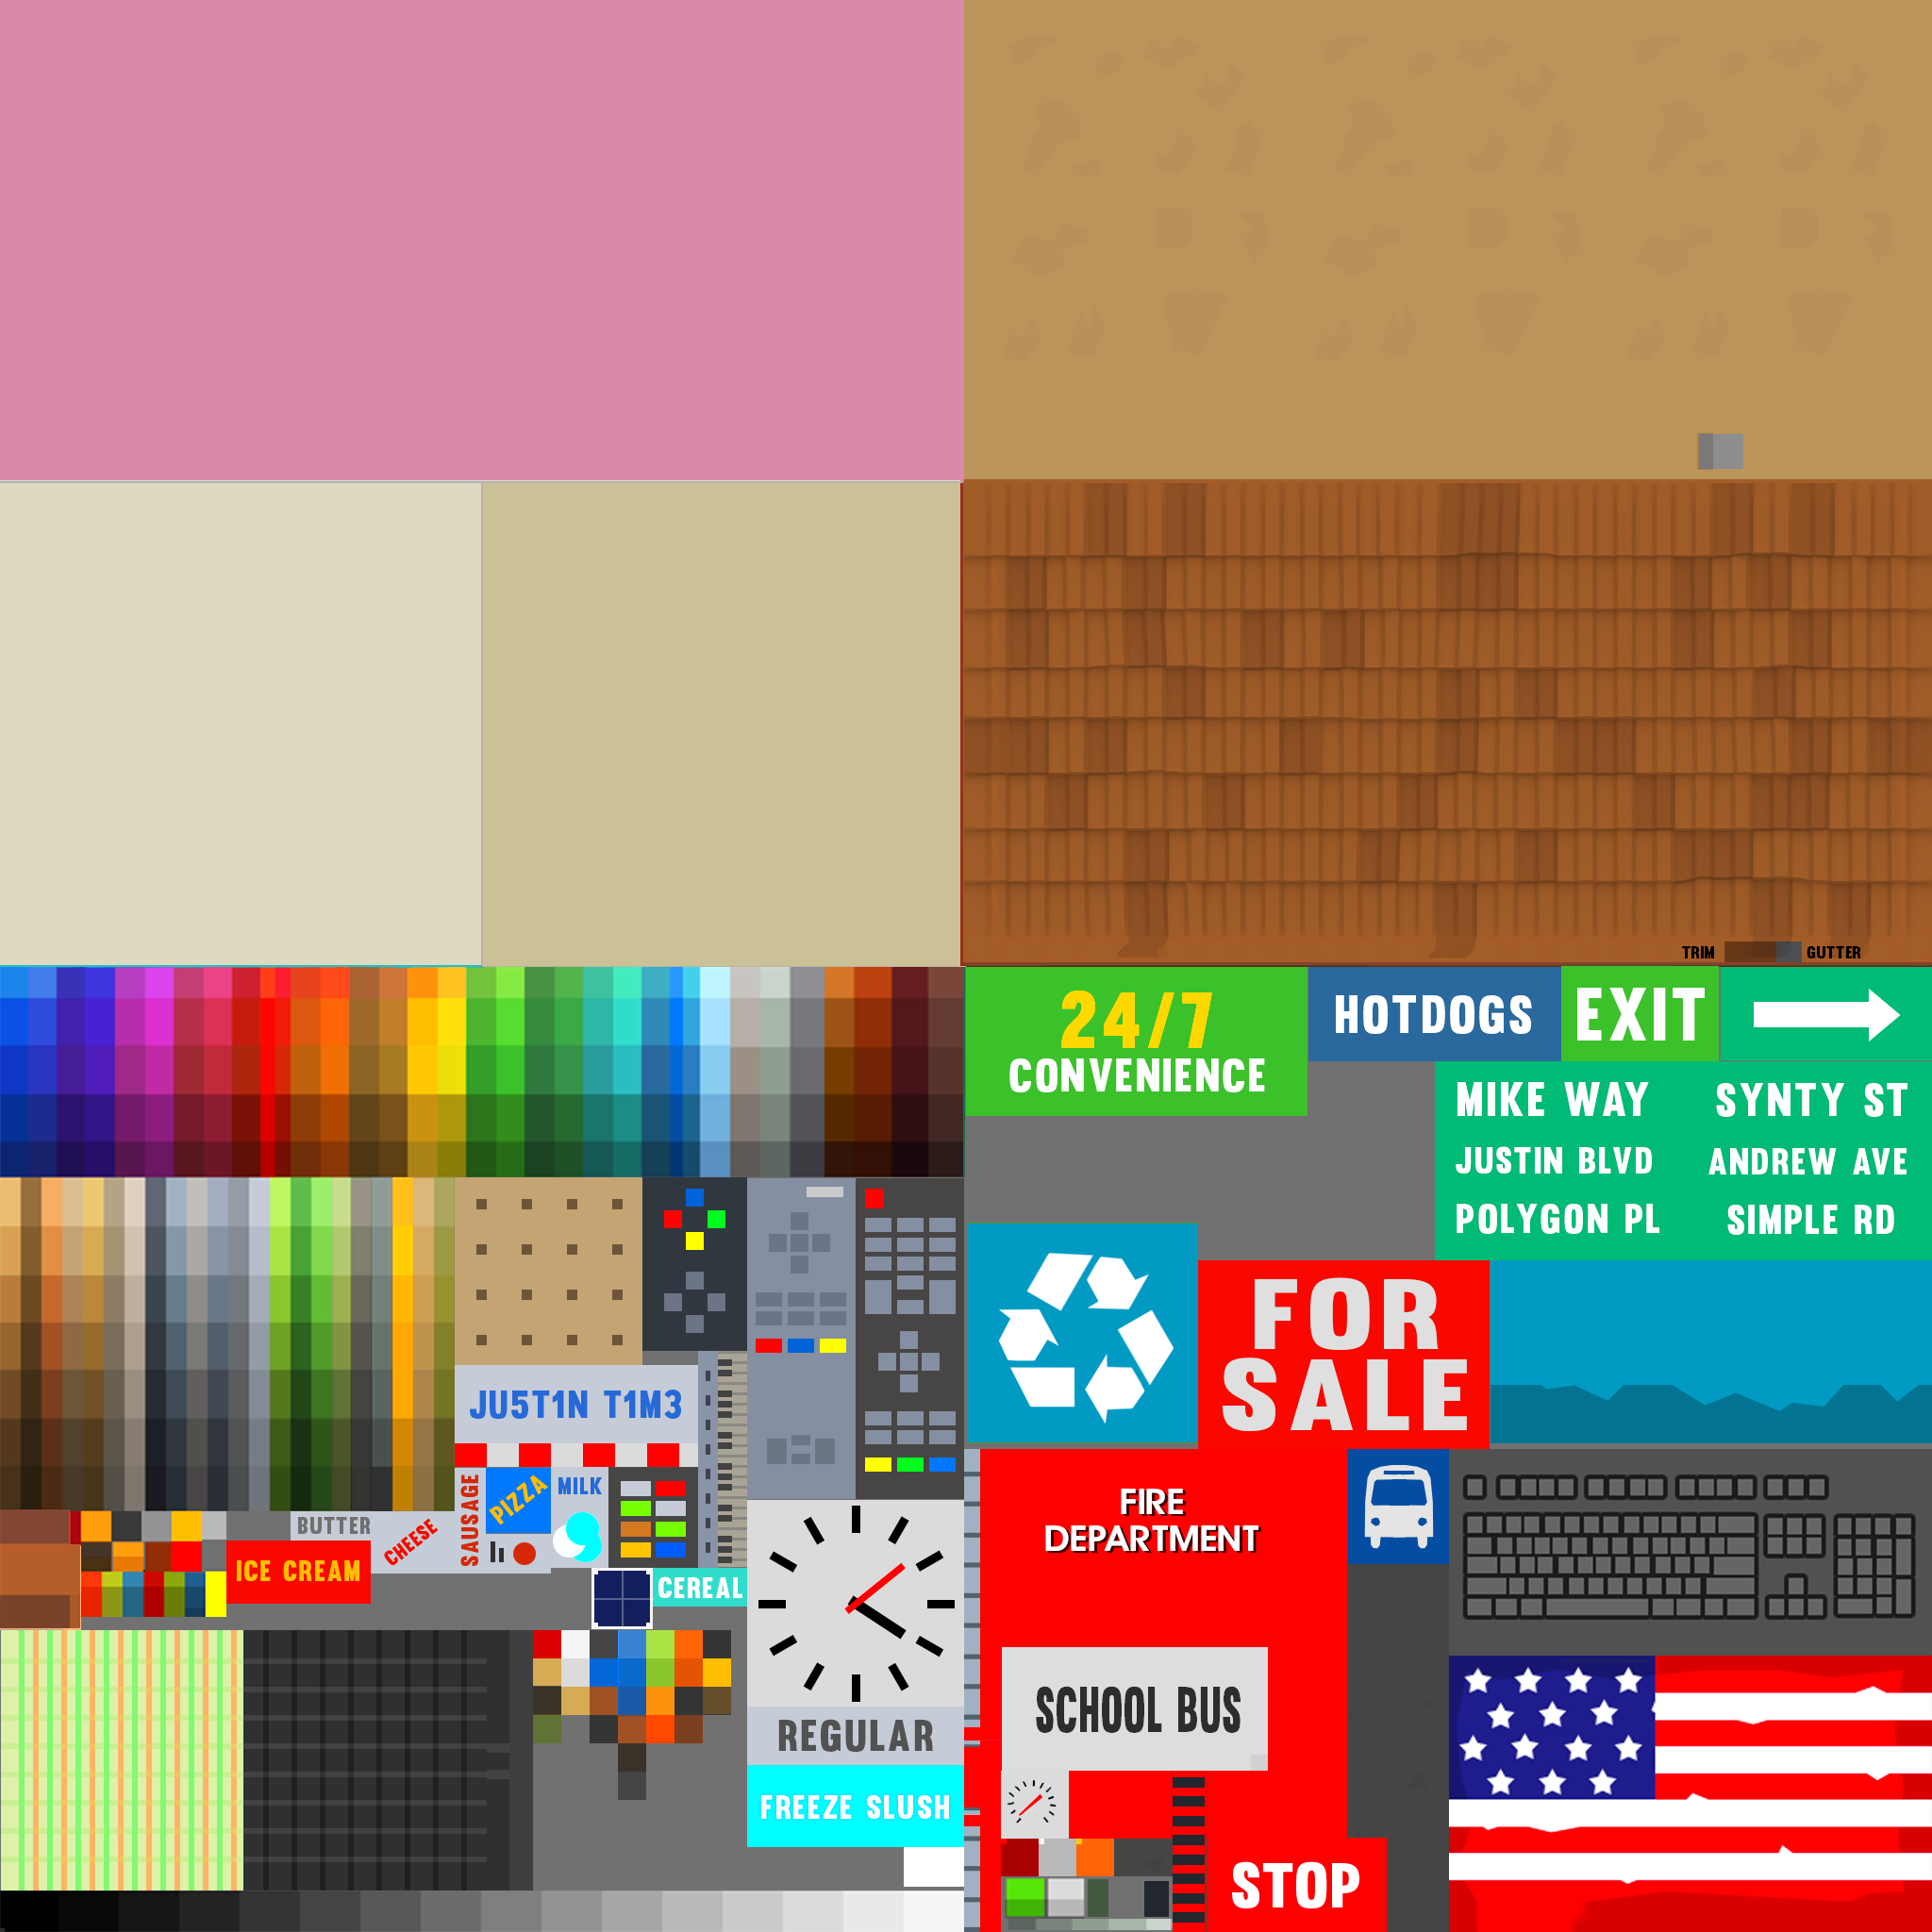 TRIM GUTTER
24/7
CONVENIENCE
HOTDOGS
EXIT
MIKE WAY
SYNTY ST
JUSTIN BLVD
ANDREW AVE
POLYGON PL
SIMPLE RD
FOR
SALE
JU5T1N T1M3
SAUSAGE
PIZZA
MILK
BUTTER
CHEESE
ICE CREAM
CEREAL
REGULAR
FREEZE SLUSH
FIRE
DEPARTMENT
SCHOOL BUS
STOP